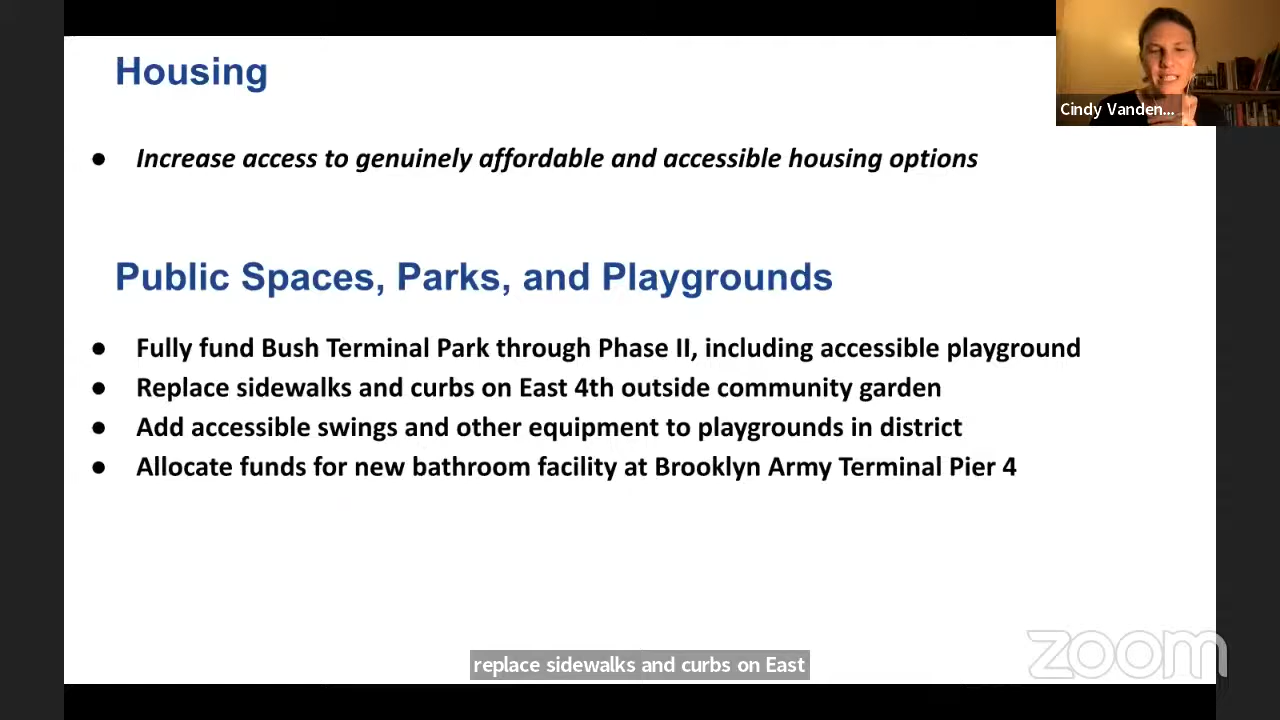 Housing
● Increase access to genuinely affordable and accessible housing options
Public Spaces, Parks, and Playgrounds
● Fully fund Bush Terminal Park through Phase II, including accessible playground
● Replace sidewalks and curbs on East 4th outside community garden
● Add accessible swings and other equipment to playgrounds in district
● Allocate funds for new bathroom facility at Brooklyn Army Terminal Pier 4
Cindy Vanden...
replace sidewalks and curbs on East
zoom